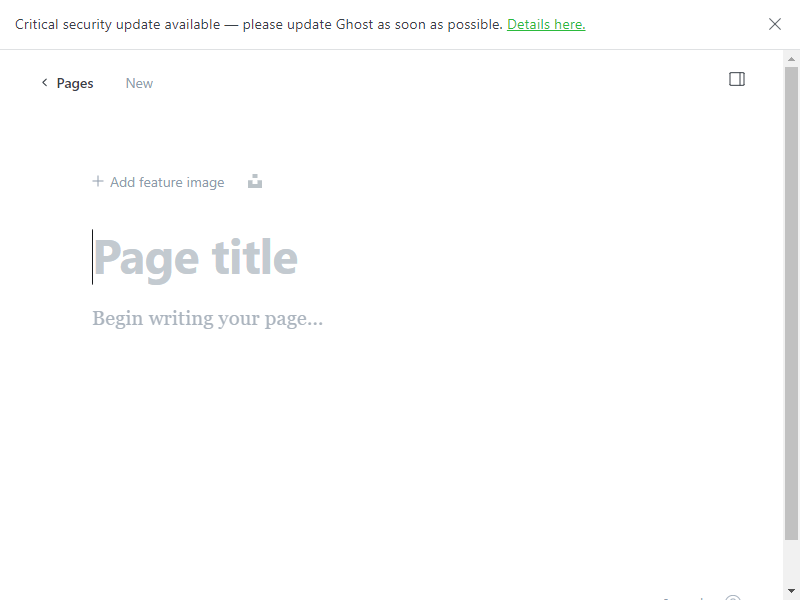 Critical security update available — please update Ghost as soon as possible. Details here.
Pages New
Add feature image
Page title
Begin writing your page...